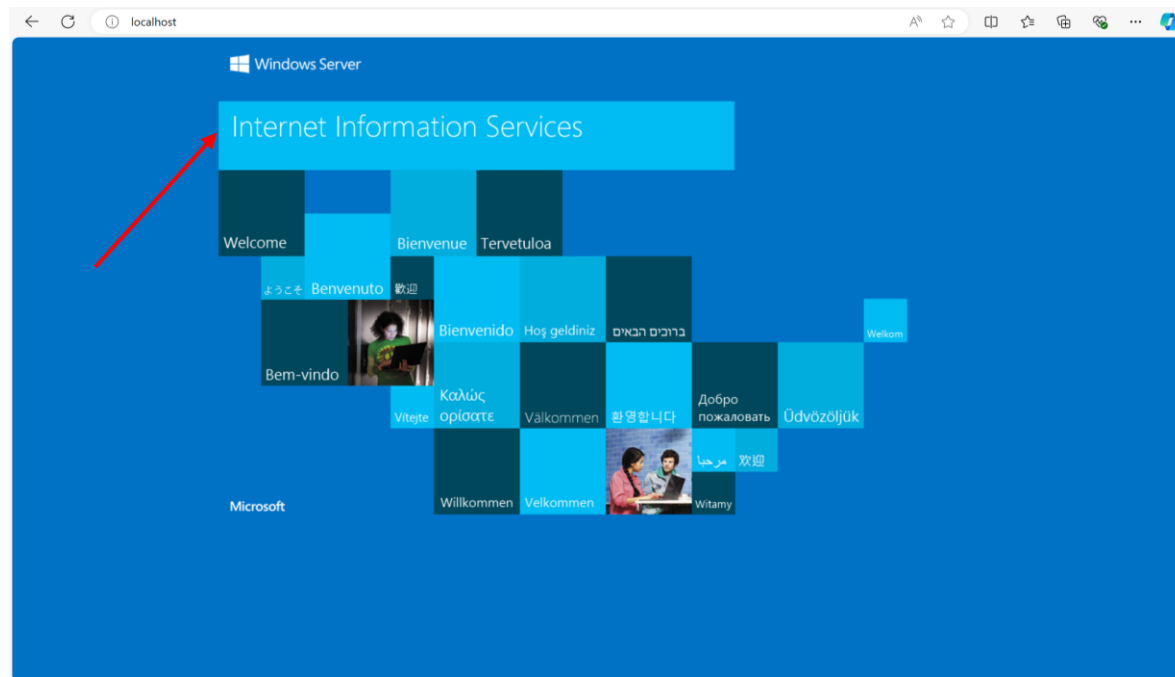 localhost
Windows Server
Internet Information Services
Welcome
Bienvenue
Tervetuloa
ようこそ
Benvenuto
歡迎
Bienvenido
Hoş geldiniz
ברוכים הבאים
Welkom
Bem-vindo
Vítejte
Καλώς
ορίσατε
Välkommen
환영합니다
Добро
пожаловать
Üdvözöljük
مرحبا
欢迎
Willkommen
Velkommen
Witamy
Microsoft